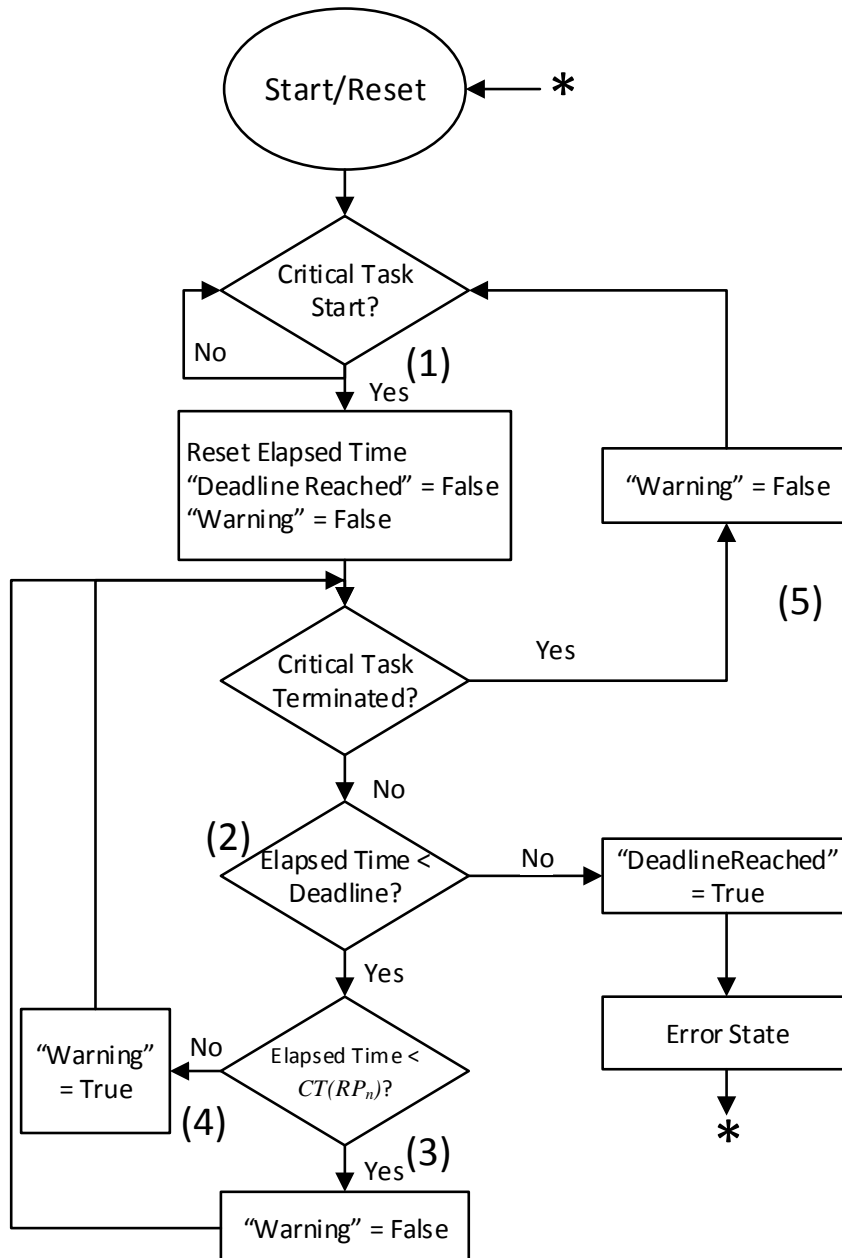 Start/Reset
*
Critical Task
Start?
No
(1)
Yes
Reset Elapsed Time
“Deadline Reached” = False
“Warning” = False
“Warning” = False
(5)
Critical Task
Terminated?
Yes
No
(2)
Elapsed Time <
Deadline?
No
“DeadlineReached”
= True
Yes
Error State
*
Elapsed Time <
CT(RPn)?
No
“Warning”
= True
(4)
(3)
Yes
“Warning” = False